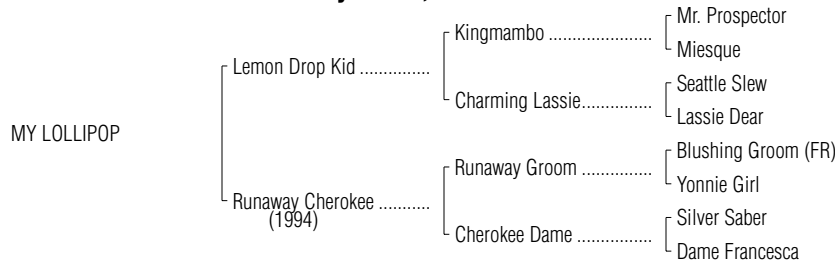 Kingmambo ........................ Mr. Prospector
Miesque
Lemon Drop Kid ...............
Charming Lassie................ Seattle Slew
Lassie Dear
MY LOLLIPOP
Runaway Groom ................ Blushing Groom (FR)
Yonnie Girl
Runaway Cherokee ...........
(1994)
Cherokee Dame ................. Silver Saber
Dame Francesca